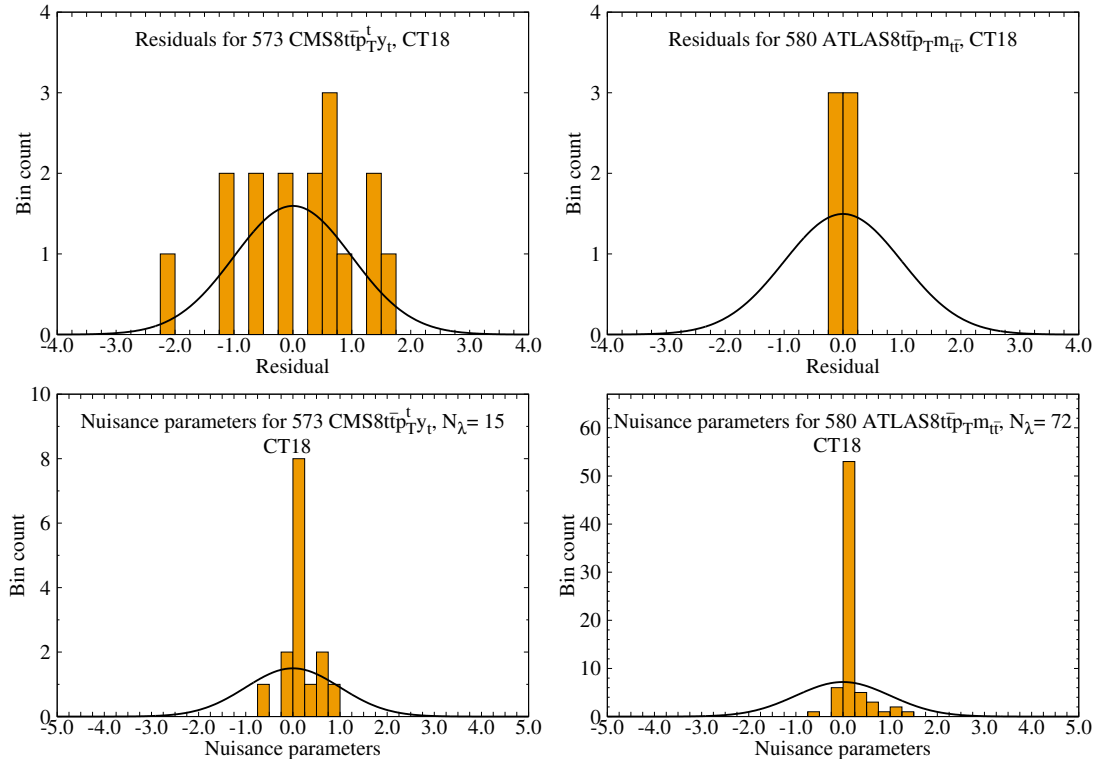 Residuals for 573 CMS8tt̄p_T^t y_t, CT18
4
3
2
1
0
Bin count
-4.0 -3.0 -2.0 -1.0 0.0 1.0 2.0 3.0 4.0
Residual
Residuals for 580 ATLAS8tt̄p_T m_tt̄, CT18
4
3
2
1
0
Bin count
-4.0 -3.0 -2.0 -1.0 0.0 1.0 2.0 3.0 4.0
Residual
Nuisance parameters for 573 CMS8tt̄p_T^t y_t, N_λ= 15
CT18
10
8
6
4
2
0
Bin count
-5.0 -4.0 -3.0 -2.0 -1.0 0.0 1.0 2.0 3.0 4.0 5.0
Nuisance parameters
Nuisance parameters for 580 ATLAS8tt̄p_T m_tt̄, N_λ= 72
CT18
60
50
40
30
20
10
0
Bin count
-5.0 -4.0 -3.0 -2.0 -1.0 0.0 1.0 2.0 3.0 4.0 5.0
Nuisance parameters